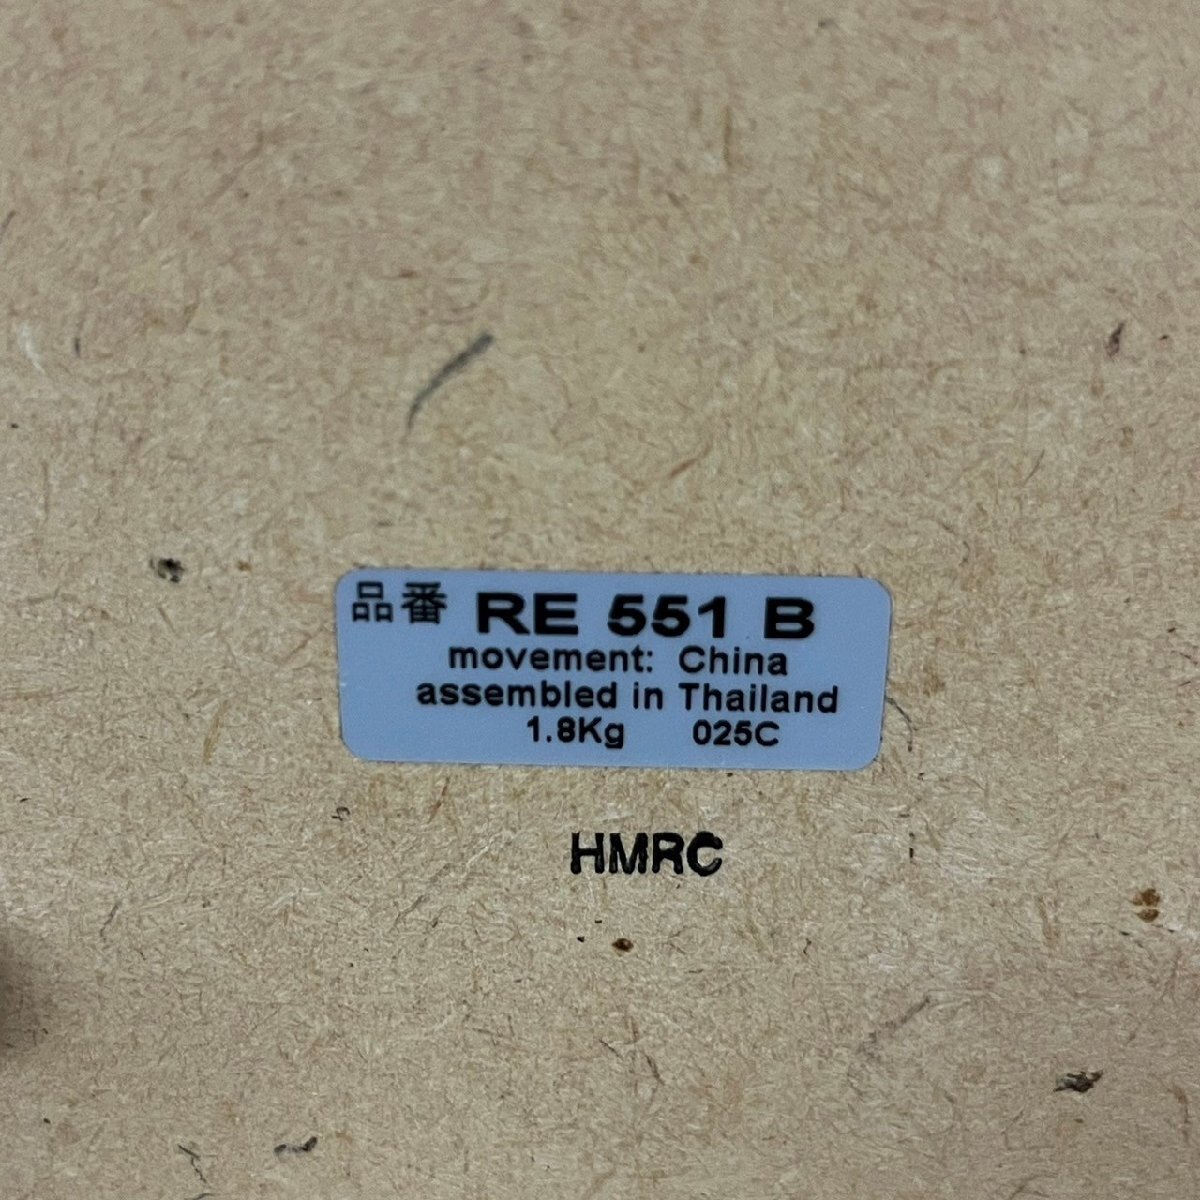 品番 RE 551 B
movement: China
assembled in Thailand
1.8Kg 025C
HMRC